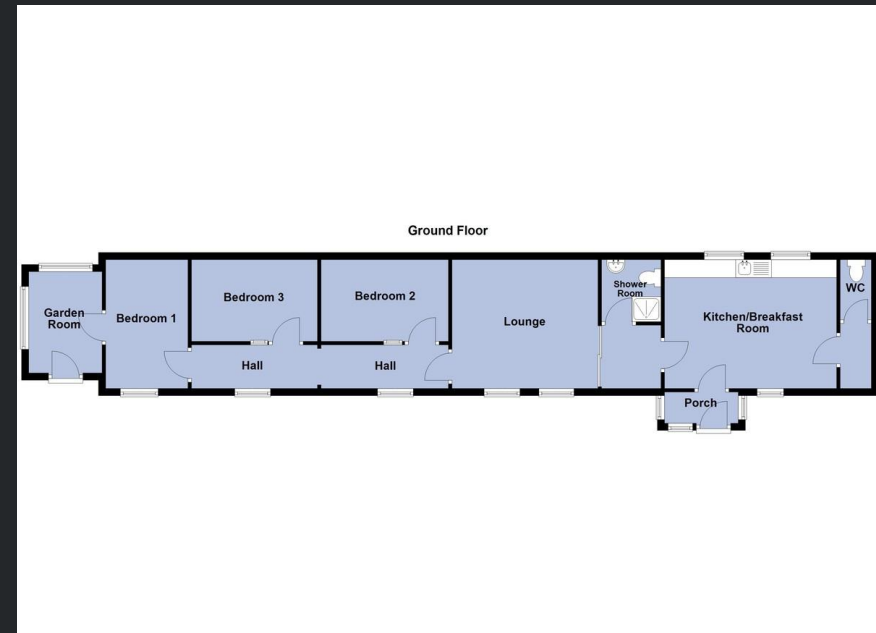 Ground Floor
Garden
Room
Bedroom 1
Bedroom 3
Bedroom 2
Hall
Hall
Lounge
Shower
Room
Kitchen/Breakfast
Room
WC
Porch